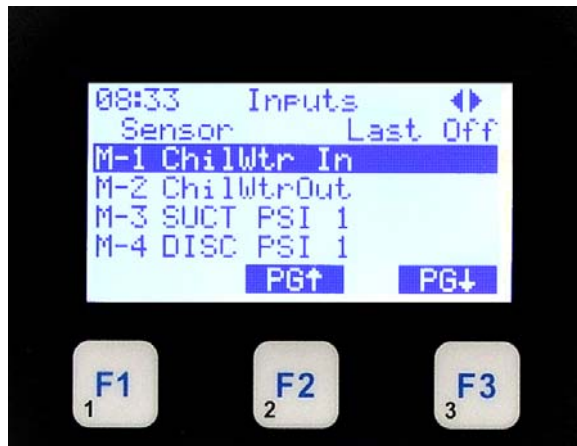 08:33 Inputs
Sensor Last Off
M-1 ChilWtr In
M-2 ChilWtrOut
M-3 SUCT PSI 1
M-4 DISC PSI 1
PG↑ PG↓
F1 F2 F3
1 2 3